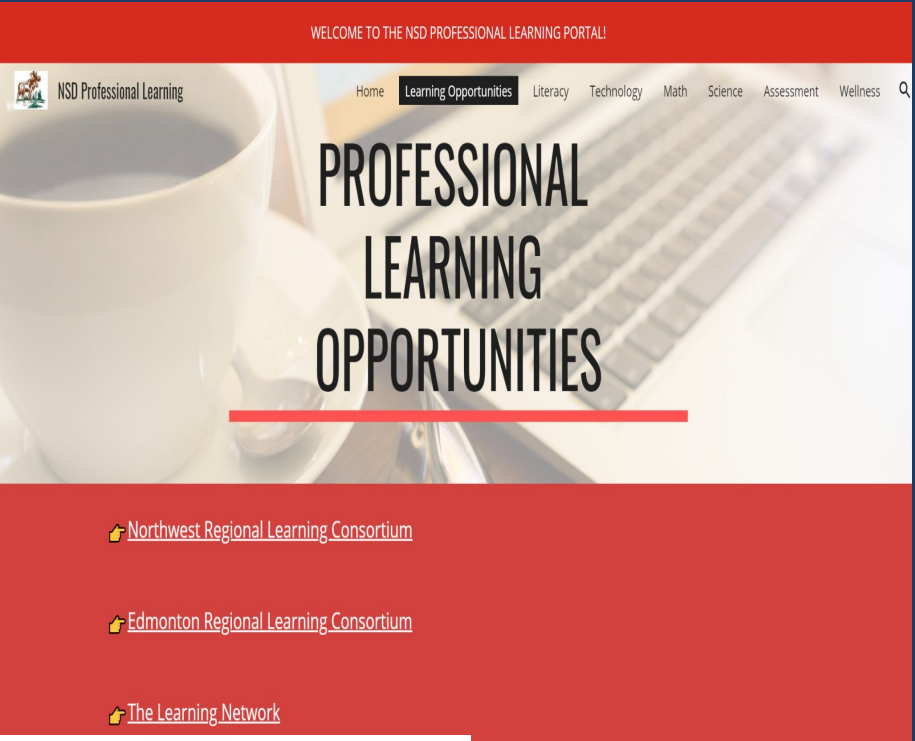 WELCOME TO THE NSD PROFESSIONAL LEARNING PORTAL!
NSD Professional Learning
Home Learning Opportunities Literacy Technology Math Science Assessment Wellness
PROFESSIONAL
LEARNING
OPPORTUNITIES
👉Northwest Regional Learning Consortium
👉Edmonton Regional Learning Consortium
👉The Learning Network